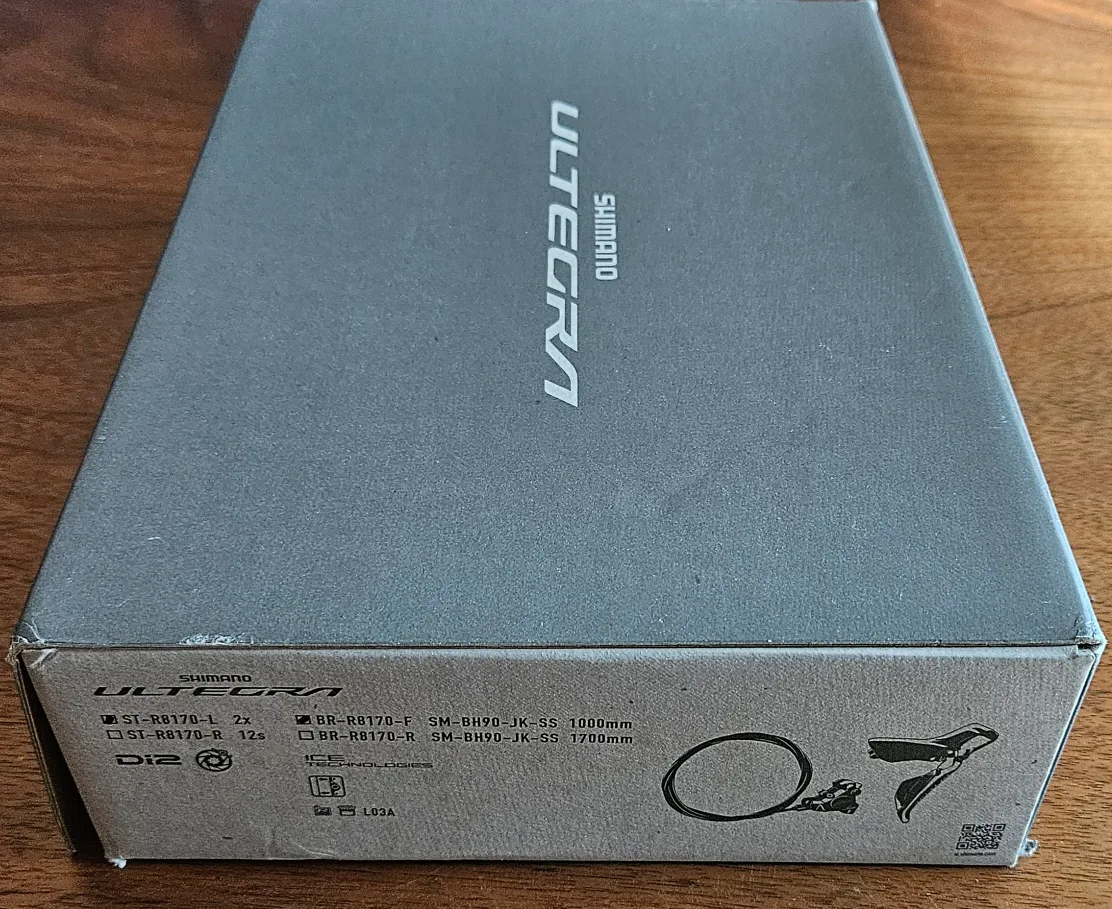 SHIMANO
ULTEGRA
SHIMANO
ULTEGRA
ST-R8170-L 2x BR-R8170-F SM-BH90-JK-SS 1000mm
ST-R8170-R 12s BR-R8170-R SM-BH90-JK-SS 1700mm
Di2 ICE
TECHNOLOGIES
L03A